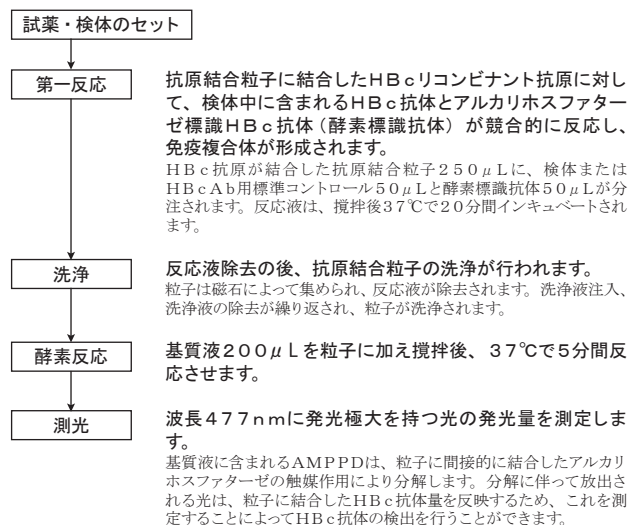 試薬・検体のセット
第一反応
抗原結合粒子に結合したHBcリコンビナント抗原に対し
て、検体中に含まれるHBc抗体とアルカリホスファター
ゼ標識HBc抗体(酵素標識抗体)が競合的に反応し、
免疫複合体が形成されます。
HBc抗原が結合した抗原結合粒子250μLに、検体または
HBcAb用標準コントロール50μLと酵素標識抗体50μLが分
注されます。反応液は、撹拌後37℃で20分間インキュベートされ
ます。
洗浄
反応液除去の後、抗原結合粒子の洗浄が行われます。
粒子は磁石によって集められ、反応液が除去されます。洗浄液注入、
洗浄液の除去が繰り返され、粒子が洗浄されます。
酵素反応
基質液200μLを粒子に加え撹拌後、37℃で5分間反
応させます。
測光
波長477nmに発光極大を持つ光の発光量を測定しま
す。
基質液に含まれるAMPPDは、粒子に間接的に結合したアルカリ
ホスファターゼの触媒作用により分解します。分解に伴って放出さ
れる光は、粒子に結合したHBc抗体量を反映するため、これを測
定することによってHBc抗体の検出を行うことができます。